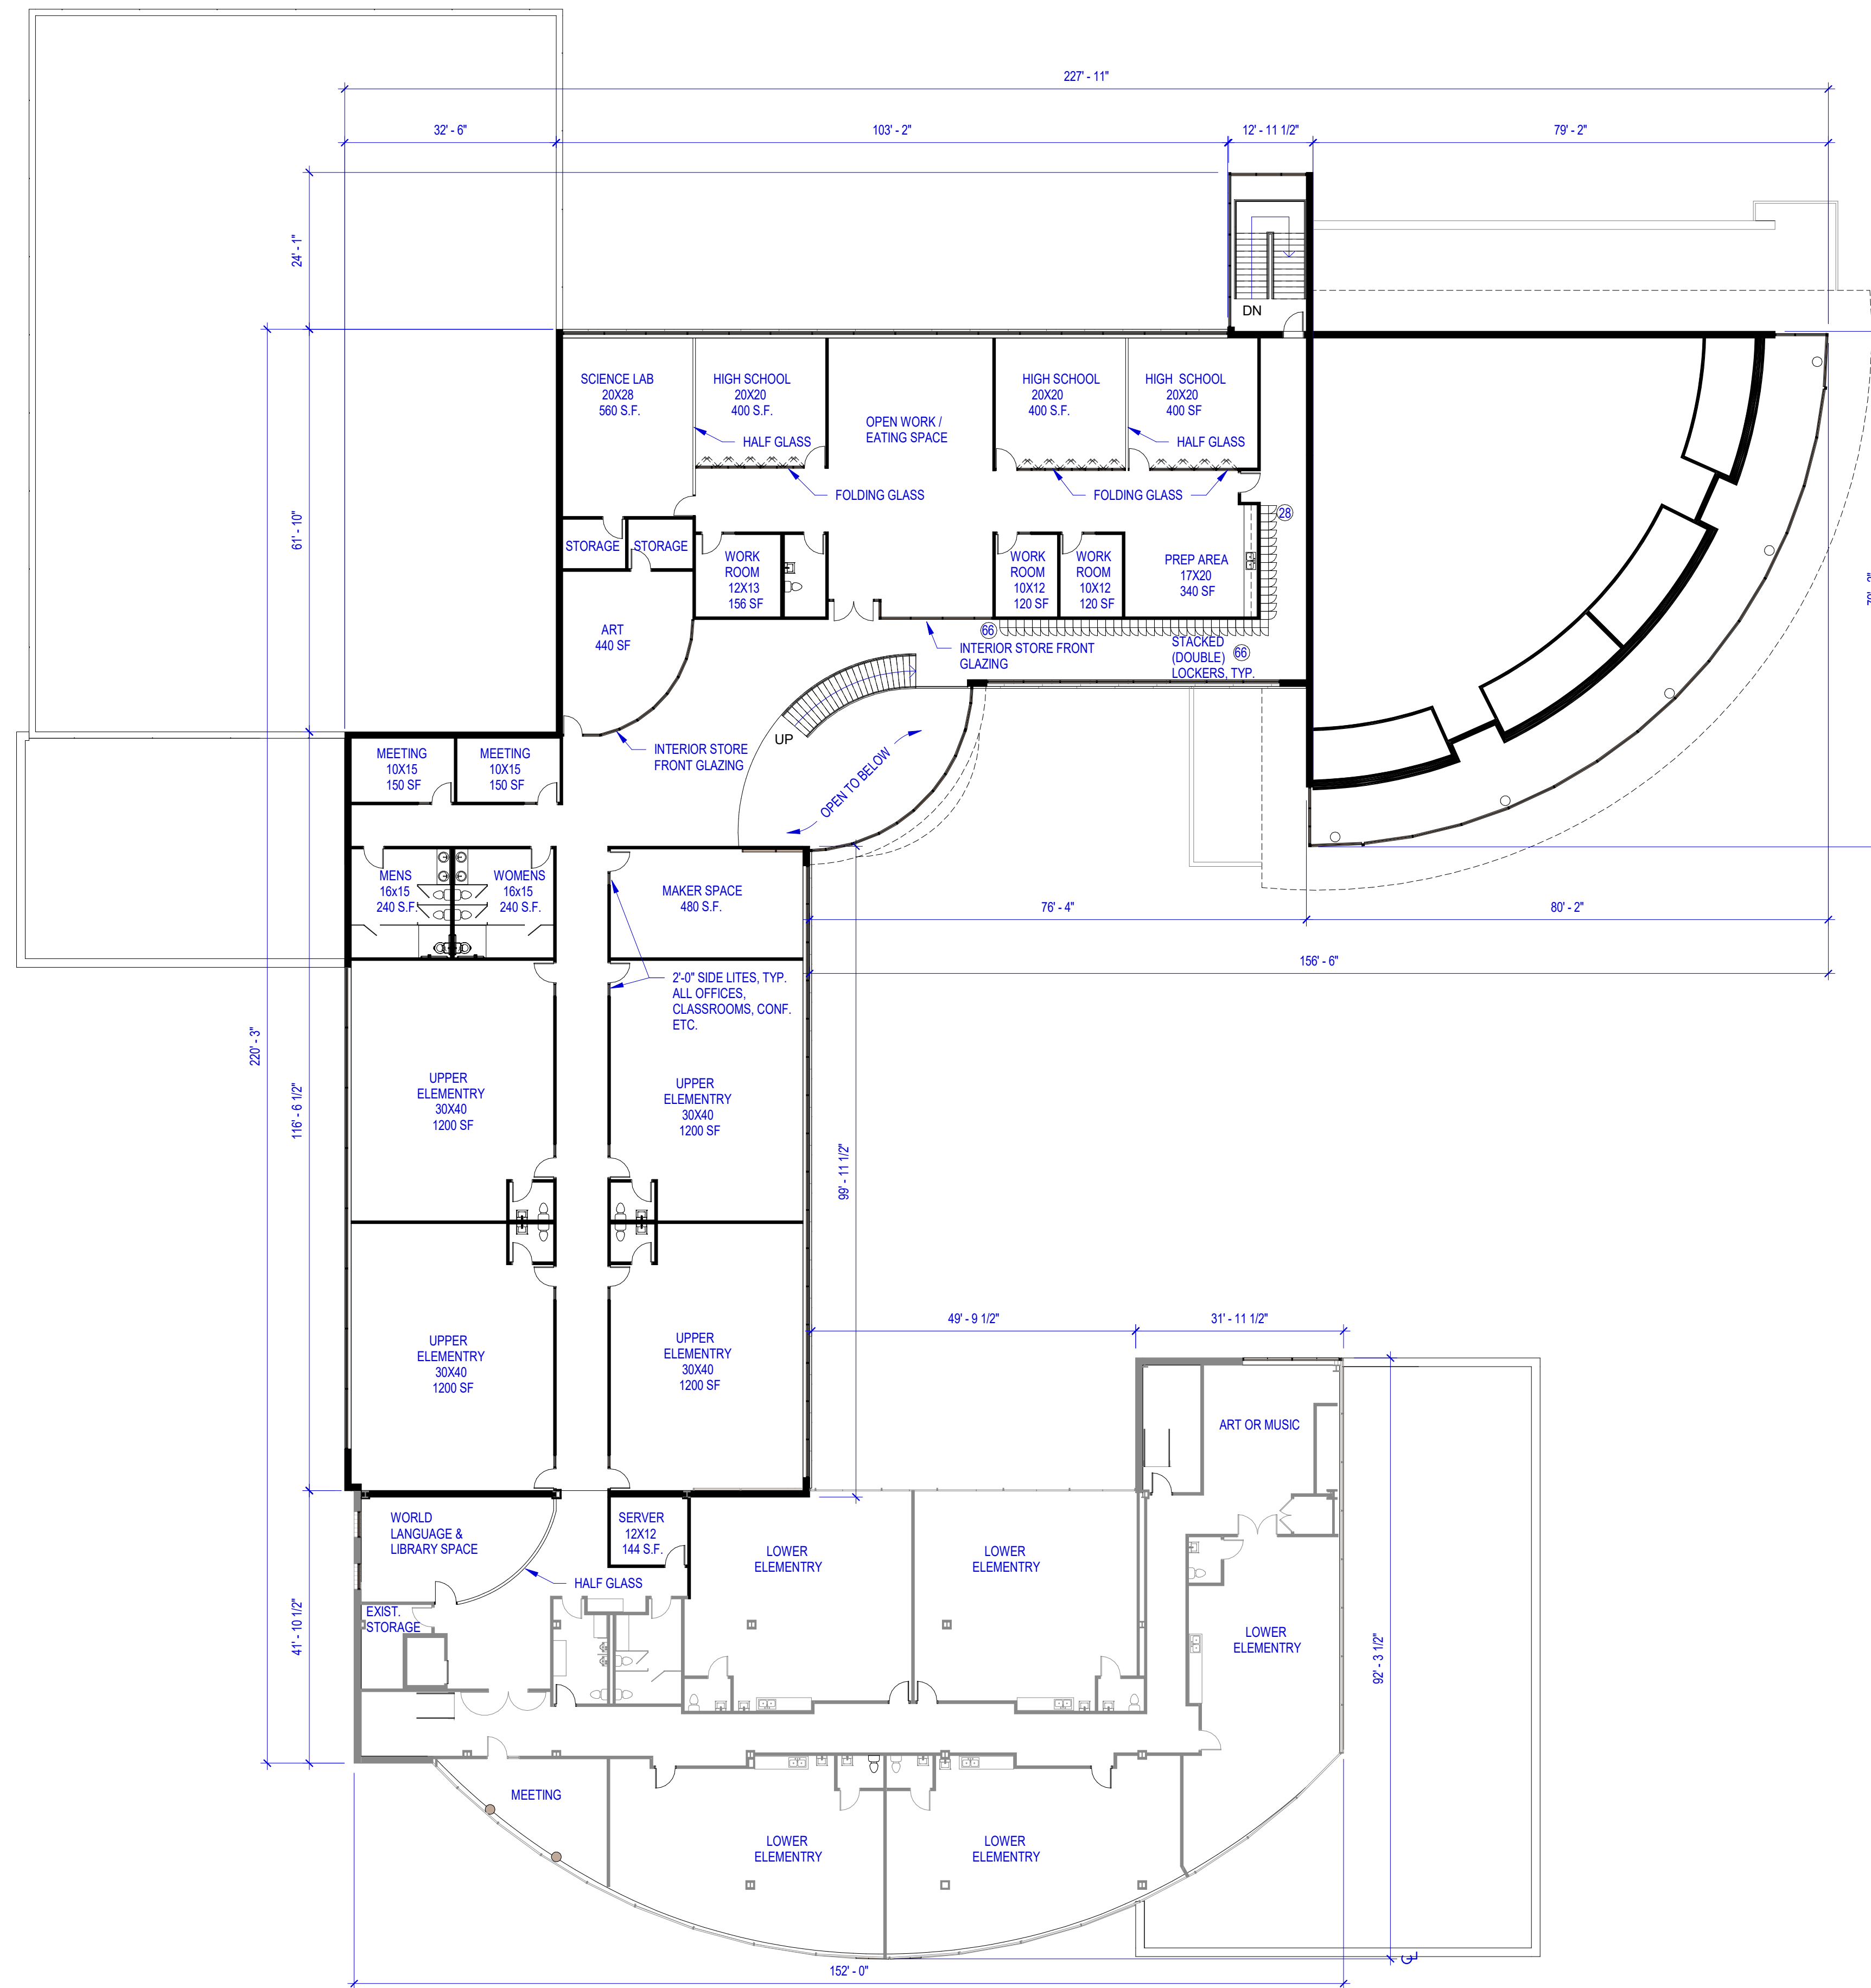 227' - 11"
32' - 6"
103' - 2"
12' - 11 1/2"
79' - 2"
24' - 1"
DN
SCIENCE LAB
20X28
560 S.F.
HIGH SCHOOL
20X20
400 S.F.
HALF GLASS
OPEN WORK /
EATING SPACE
HIGH SCHOOL
20X20
400 S.F.
HIGH SCHOOL
20X20
400 SF
HALF GLASS
FOLDING GLASS
FOLDING GLASS
28
61' - 10"
STORAGE
STORAGE
WORK
ROOM
12X13
156 SF
WORK
ROOM
10X12
120 SF
WORK
ROOM
10X12
120 SF
PREP AREA
17X20
340 SF
ART
440 SF
66
INTERIOR STORE FRONT
GLAZING
STACKED
(DOUBLE)
LOCKERS, TYP.
66
UP
INTERIOR STORE
FRONT GLAZING
OPEN TO BELOW
MEETING
10X15
150 SF
MEETING
10X15
150 SF
MENS
16x15
240 S.F.
WOMENS
16x15
240 S.F.
MAKER SPACE
480 S.F.
76' - 4"
80' - 2"
156' - 6"
2'-0" SIDE LITES, TYP.
ALL OFFICES,
CLASSROOMS, CONF.
ETC.
220' - 3"
116' - 6 1/2"
UPPER
ELEMENTRY
30X40
1200 SF
UPPER
ELEMENTRY
30X40
1200 SF
99' - 11 1/2"
UPPER
ELEMENTRY
30X40
1200 SF
UPPER
ELEMENTRY
30X40
1200 SF
49' - 9 1/2"
31' - 11 1/2"
ART OR MUSIC
WORLD
LANGUAGE &
LIBRARY SPACE
SERVER
12X12
144 S.F.
HALF GLASS
LOWER
ELEMENTRY
LOWER
ELEMENTRY
EXIST.
STORAGE
41' - 10 1/2"
LOWER
ELEMENTRY
92' - 3 1/2"
MEETING
LOWER
ELEMENTRY
LOWER
ELEMENTRY
152' - 0"